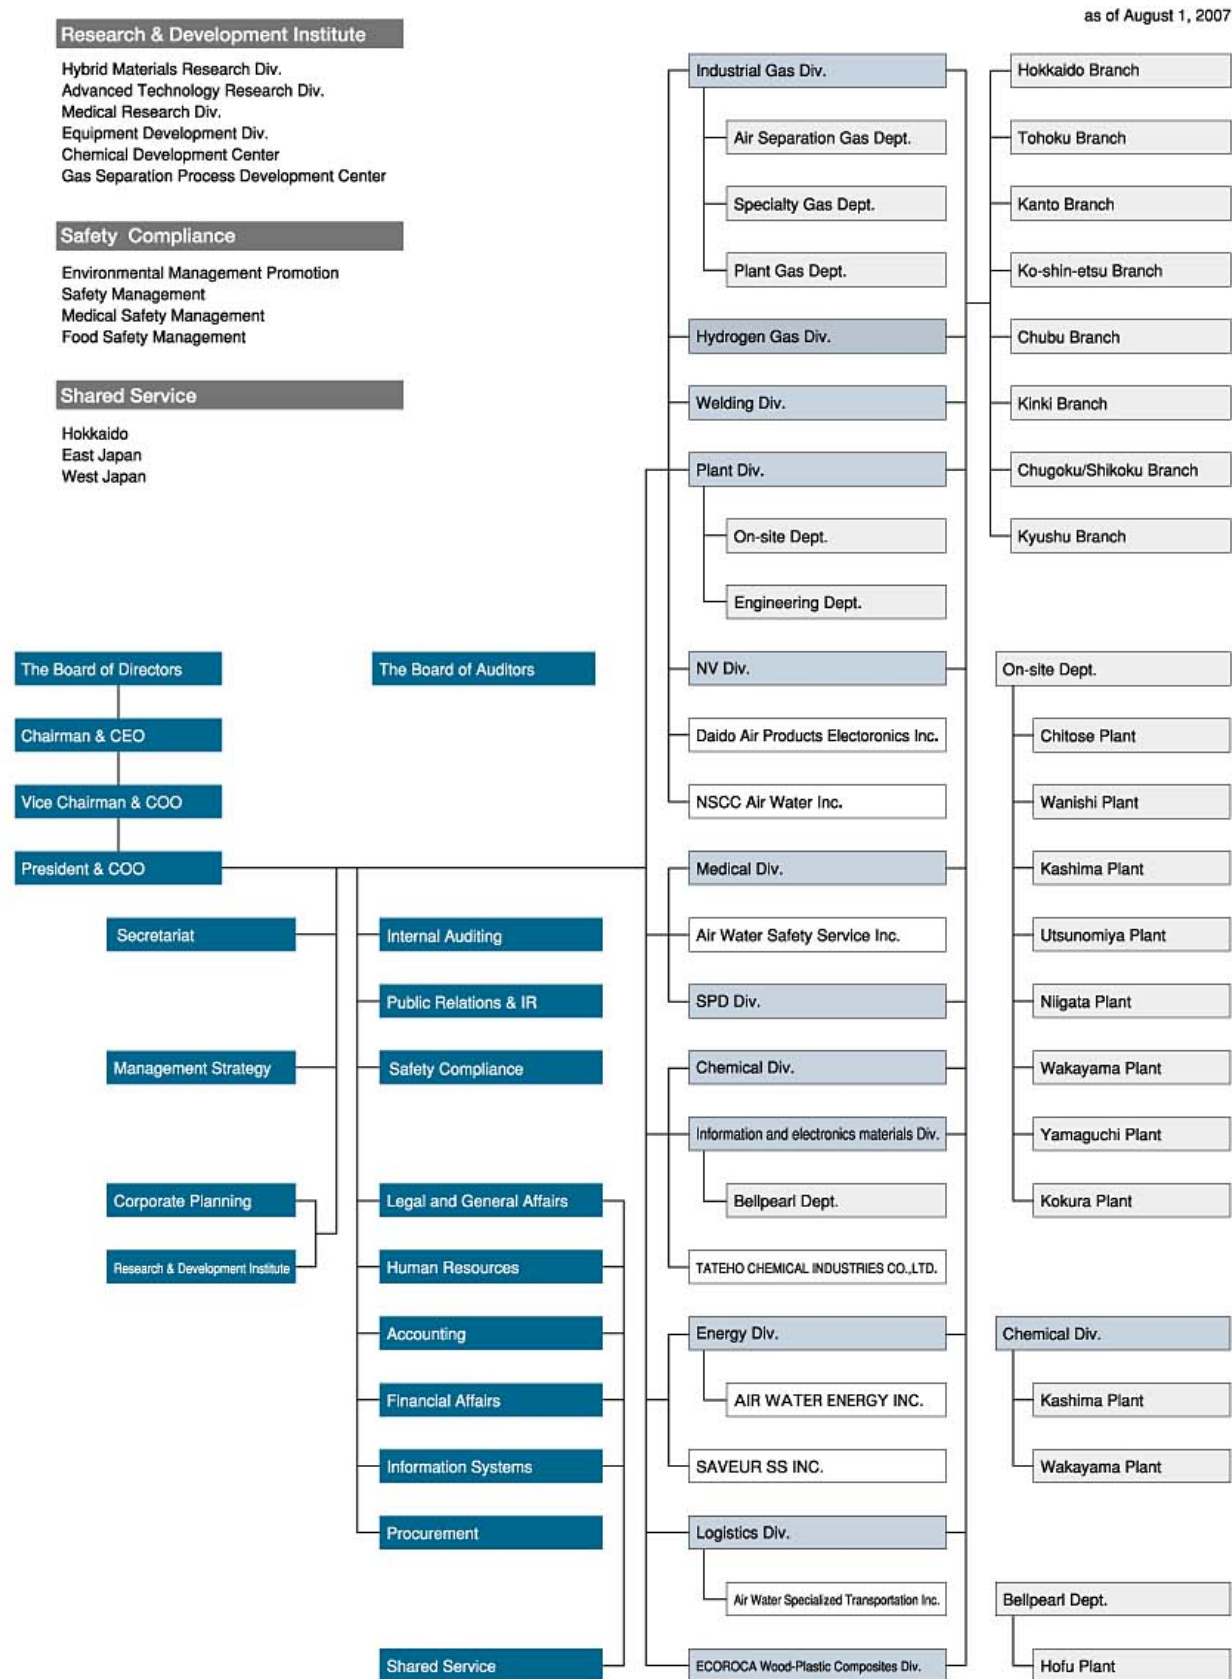 as of August 1, 2007
Research & Development Institute
Hybrid Materials Research Div.
Advanced Technology Research Div.
Medical Research Div.
Equipment Development Div.
Chemical Development Center
Gas Separation Process Development Center
Safety Compliance
Environmental Management Promotion
Safety Management
Medical Safety Management
Food Safety Management
Shared Service
Hokkaido
East Japan
West Japan
The Board of Directors
Chairman & CEO
Vice Chairman & COO
President & COO
The Board of Auditors
Secretariat
Management Strategy
Corporate Planning
Research & Development Institute
Internal Auditing
Public Relations & IR
Safety Compliance
Legal and General Affairs
Human Resources
Accounting
Financial Affairs
Information Systems
Procurement
Shared Service
Industrial Gas Div.
Air Separation Gas Dept.
Specialty Gas Dept.
Plant Gas Dept.
Hydrogen Gas Div.
Welding Div.
Plant Div.
On-site Dept.
Engineering Dept.
NV Div.
Daido Air Products Electoronics Inc.
NSCC Air Water Inc.
Medical Div.
Air Water Safety Service Inc.
SPD Div.
Chemical Div.
Information and electronics materials Div.
Bellpearl Dept.
TATEHO CHEMICAL INDUSTRIES CO.,LTD.
Energy Div.
AIR WATER ENERGY INC.
SAVEUR SS INC.
Logistics Div.
Air Water Specialized Transportation Inc.
ECOROCA Wood-Plastic Composites Div.
Hokkaido Branch
Tohoku Branch
Kanto Branch
Ko-shin-etsu Branch
Chubu Branch
Kinki Branch
Chugoku/Shikoku Branch
Kyushu Branch
On-site Dept.
Chitose Plant
Wanishi Plant
Kashima Plant
Utsunomiya Plant
Niigata Plant
Wakayama Plant
Yamaguchi Plant
Kokura Plant
Chemical Div.
Kashima Plant
Wakayama Plant
Bellpearl Dept.
Hofu Plant